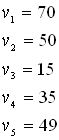 v₁ = 70
v₂ = 50
v₃ = 15
v₄ = 35
v₅ = 49